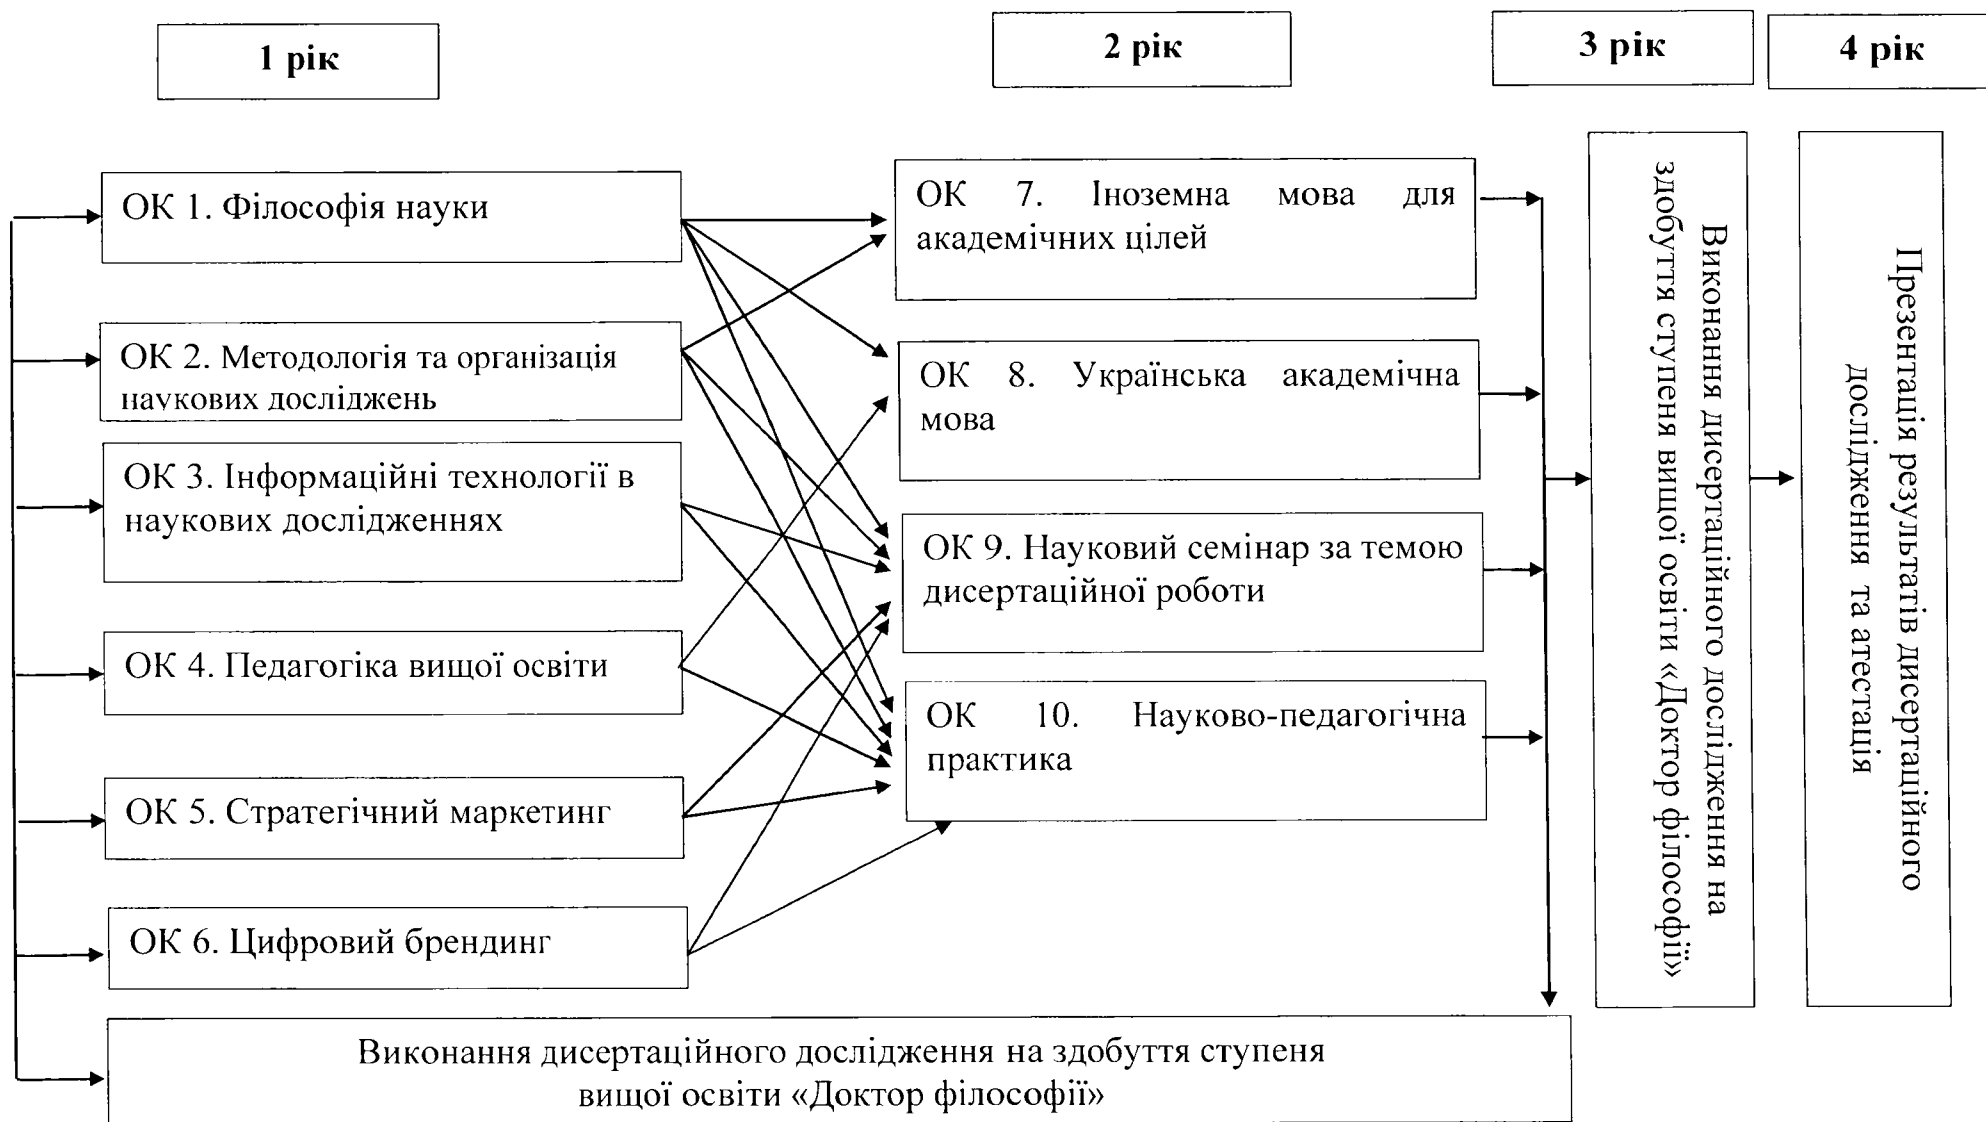 1 рік
2 рік
3 рік
4 рік
ОК 1. Філософія науки
ОК 2. Методологія та організація
наукових досліджень
ОК 3. Інформаційні технології в
наукових дослідженнях
ОК 4. Педагогіка вищої освіти
ОК 5. Стратегічний маркетинг
ОК 6. Цифровий брендинг
ОК 7. Іноземна мова для
академічних цілей
ОК 8. Українська академічна
мова
ОК 9. Науковий семінар за темою
дисертаційної роботи
ОК 10. Науково-педагогічна
практика
Виконання дисертаційного дослідження на
здобуття ступеня вищої освіти «Доктор філософії»
Презентація результатів дисертаційного
дослідження та атестація
Виконання дисертаційного дослідження на здобуття ступеня
вищої освіти «Доктор філософії»